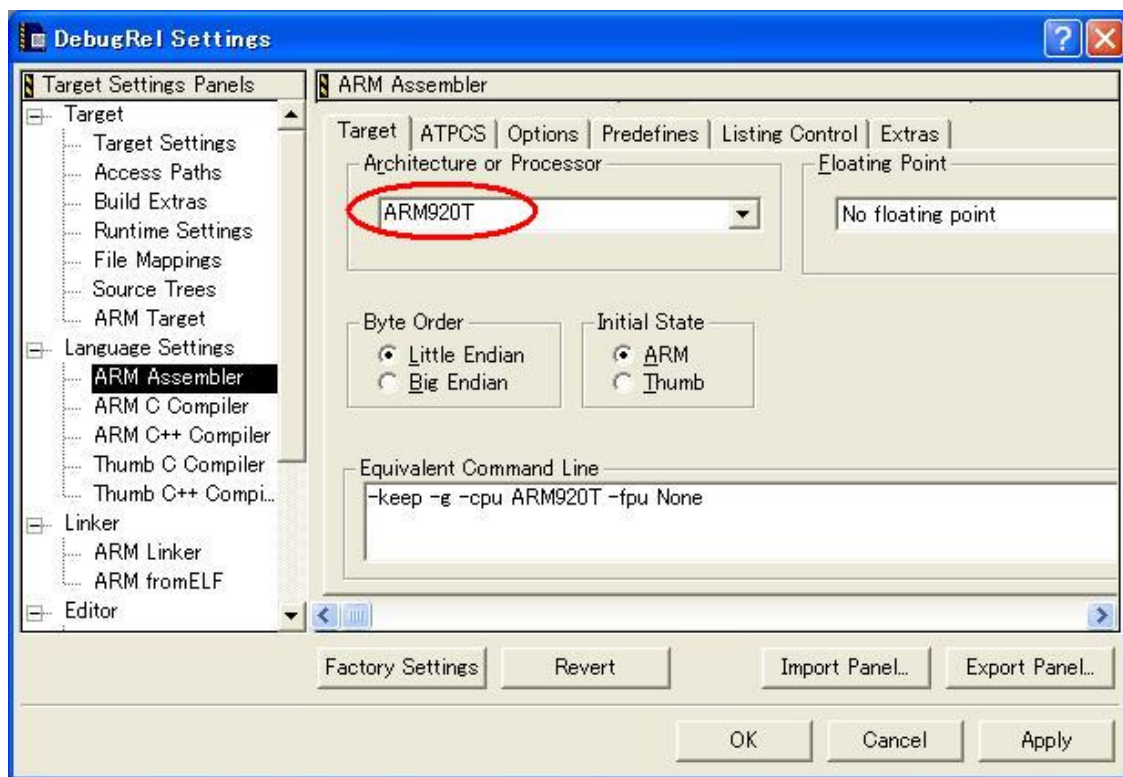 DebugRel Settings
Target Settings Panels
Target
Target Settings
Access Paths
Build Extras
Runtime Settings
File Mappings
Source Trees
ARM Target
Language Settings
ARM Assembler
ARM C Compiler
ARM C++ Compiler
Thumb C Compiler
Thumb C++ Compi...
Linker
ARM Linker
ARM fromELF
Editor
ARM Assembler
Target ATPCS Options Predefines Listing Control Extras
Architecture or Processor
ARM920T
Floating Point
No floating point
Byte Order
Little Endian
Big Endian
Initial State
ARM
Thumb
Equivalent Command Line
-keep -g -cpu ARM920T -fpu None
Factory Settings Revert Import Panel... Export Panel...
OK Cancel Apply